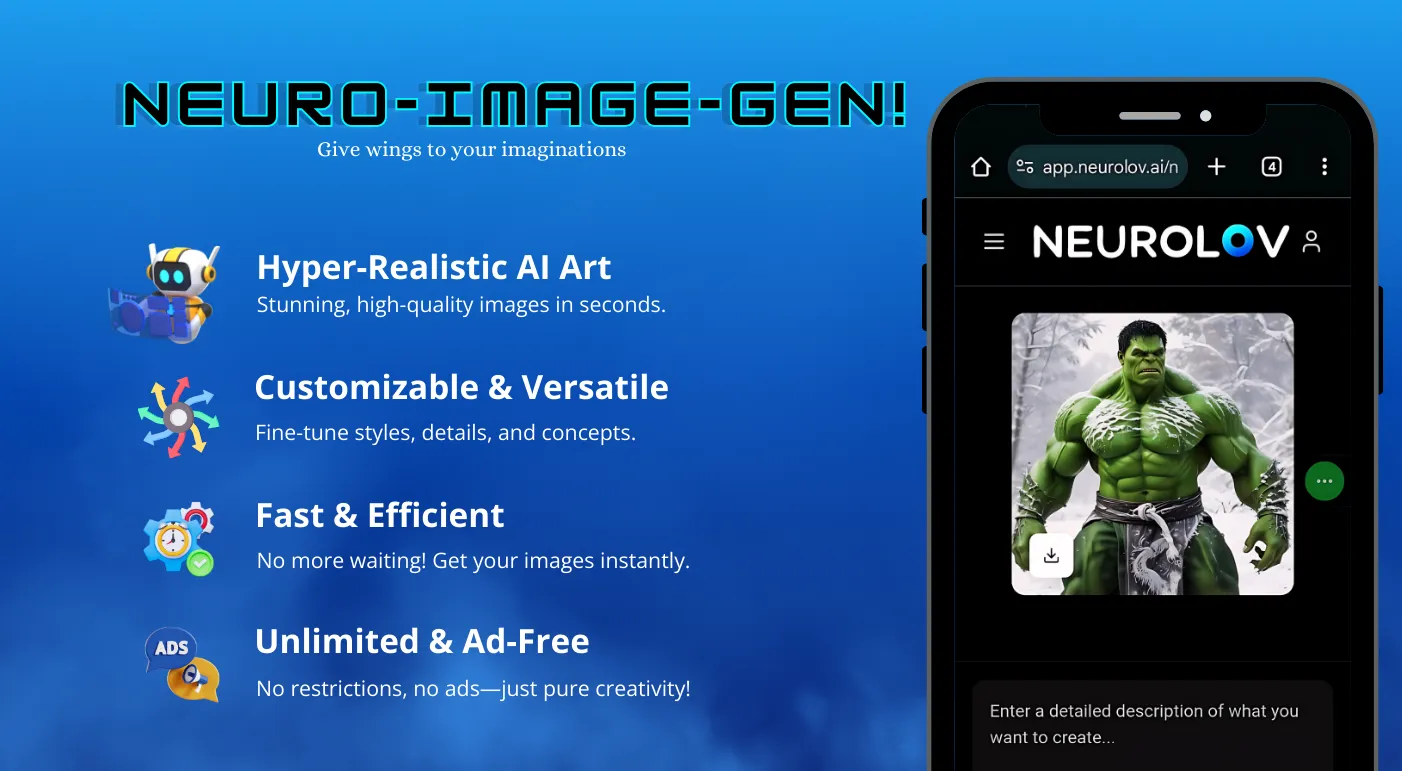 NEURO-IMAGE-GEN!
Give wings to your imaginations
Hyper-Realistic AI Art
Stunning, high-quality images in seconds.
Customizable & Versatile
Fine-tune styles, details, and concepts.
Fast & Efficient
No more waiting! Get your images instantly.
ADS
Unlimited & Ad-Free
No restrictions, no ads—just pure creativity!
app.neurolov.ai/n
4
NEUROLOV
Enter a detailed description of what you
want to create...